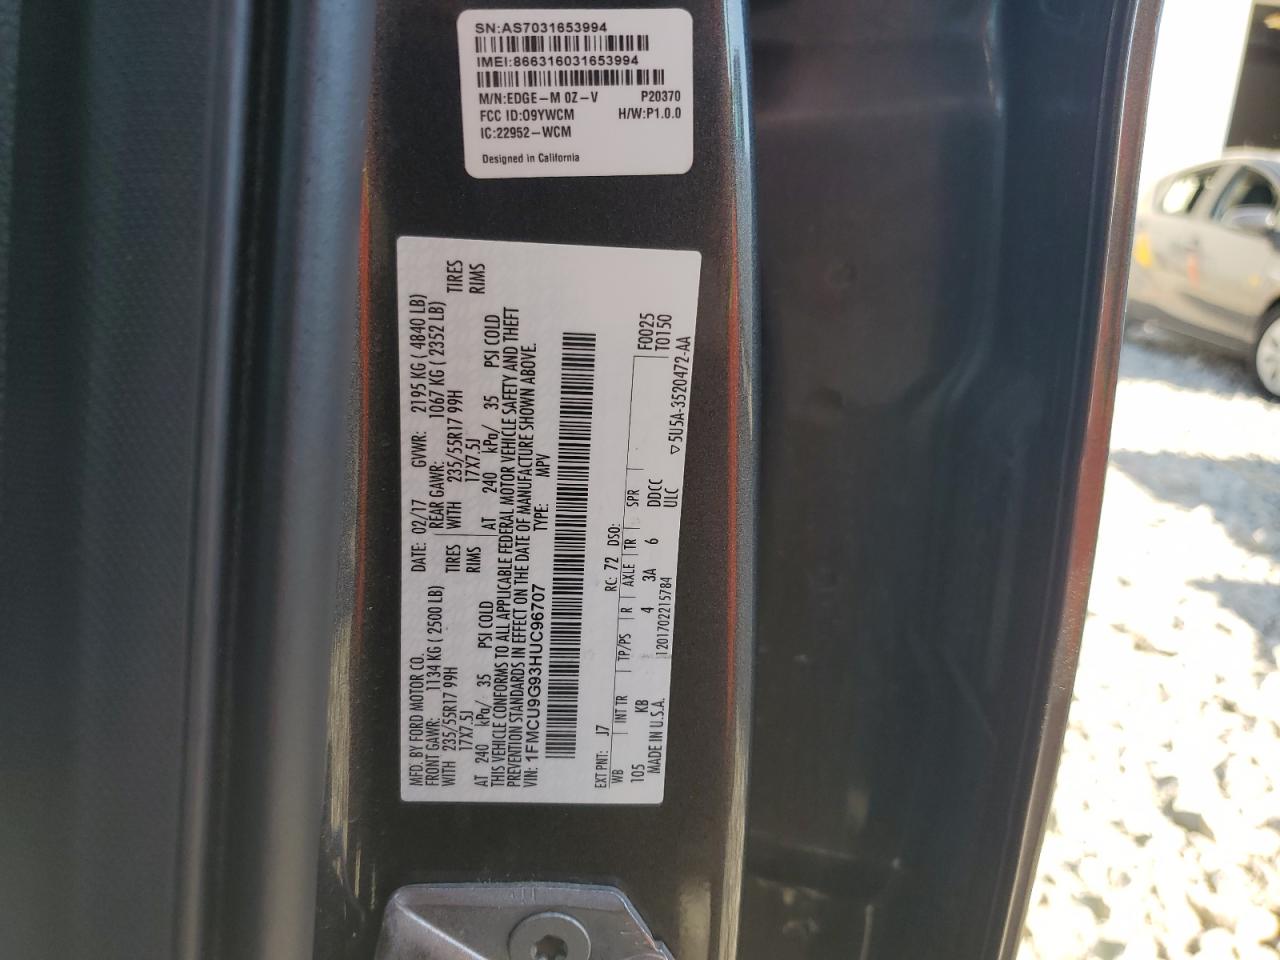 SN:AS7031653994
IMEI:866316031653994
M/N:EDGE-M 0Z-V P20370
FCC ID:O9YWCM H/W:P1.0.0
IC:22952-WCM
Designed in California
MFD. BY FORD MOTOR CO. DATE: 02/17 GVWR: 2195 KG ( 4840 LB)
FRONT GAWR: 1134 KG ( 2500 LB) REAR GAWR: 1067 KG ( 2352 LB)
WITH 235/55R17 99H TIRES WITH 235/55R17 99H TIRES
17X7.5J RIMS 17X7.5J RIMS
AT 240 kPa/ 35 PSI COLD AT 240 kPa/ 35 PSI COLD
THIS VEHICLE CONFORMS TO ALL APPLICABLE FEDERAL MOTOR VEHICLE SAFETY AND THEFT
PREVENTION STANDARDS IN EFFECT ON THE DATE OF MANUFACTURE SHOWN ABOVE.
VIN: 1FMCU9G93HUC96707 TYPE: MPV
EXT PNT: J7 RC: 72 DSO: F0025
WB INT TR TP/PS R AXLE TR SPR T0150
105 KB 4 3A 6 DDCC
MADE IN U.S.A. 1201702215784 ULC ▽5U5A-3520472-AA